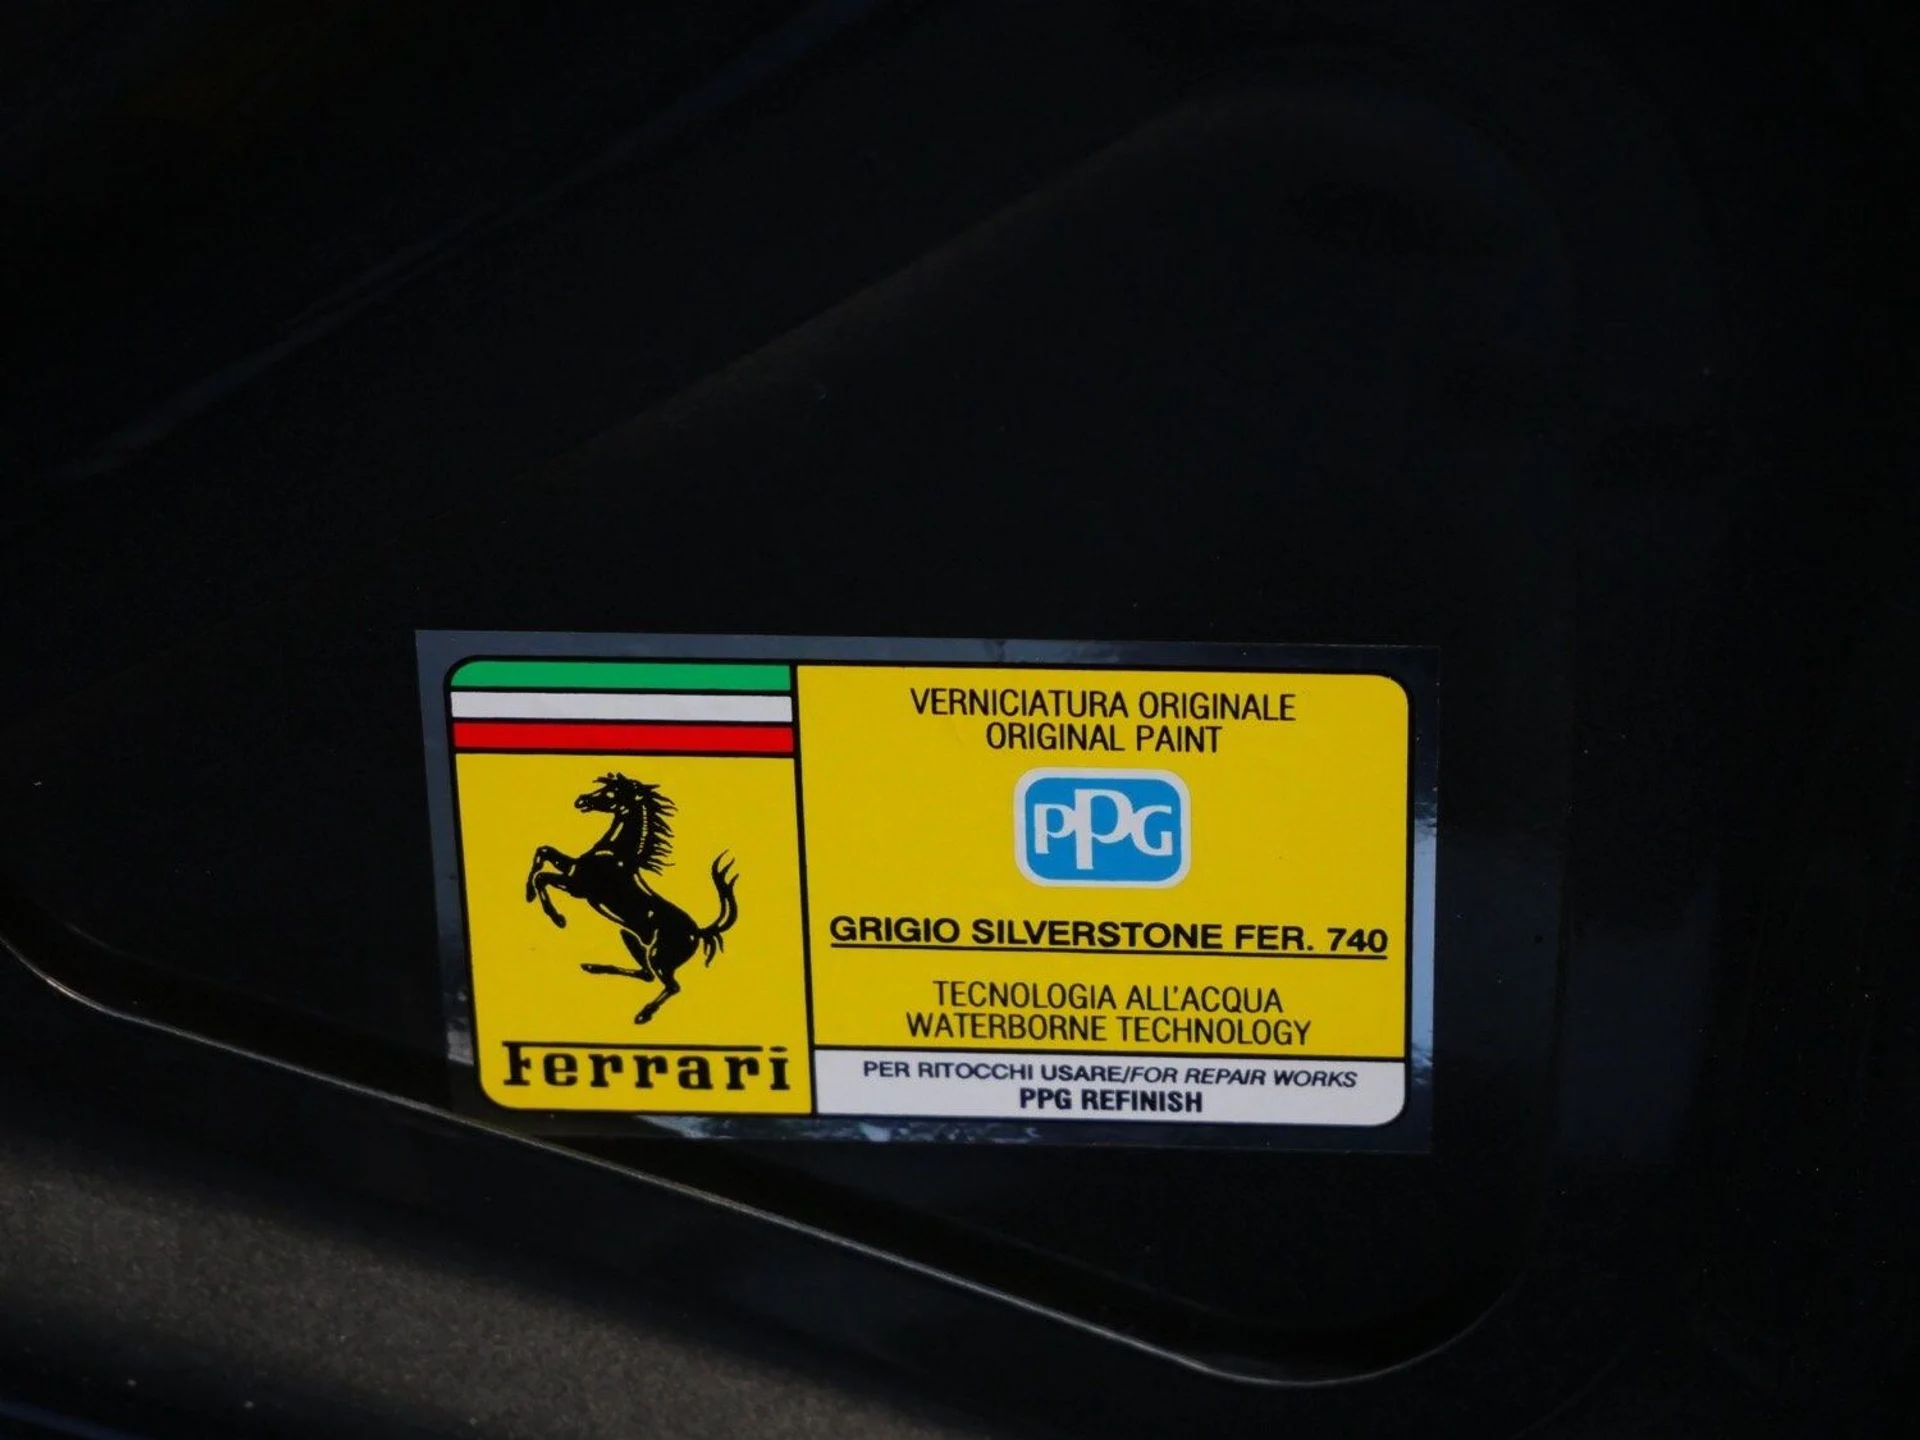 VERNICIATURA ORIGINALE
ORIGINAL PAINT
PPG
GRIGIO SILVERSTONE FER. 740
TECNOLOGIA ALL'ACQUA
WATERBORNE TECHNOLOGY
PER RITOCCHI USARE/FOR REPAIR WORKS
PPG REFINISH
Ferrari